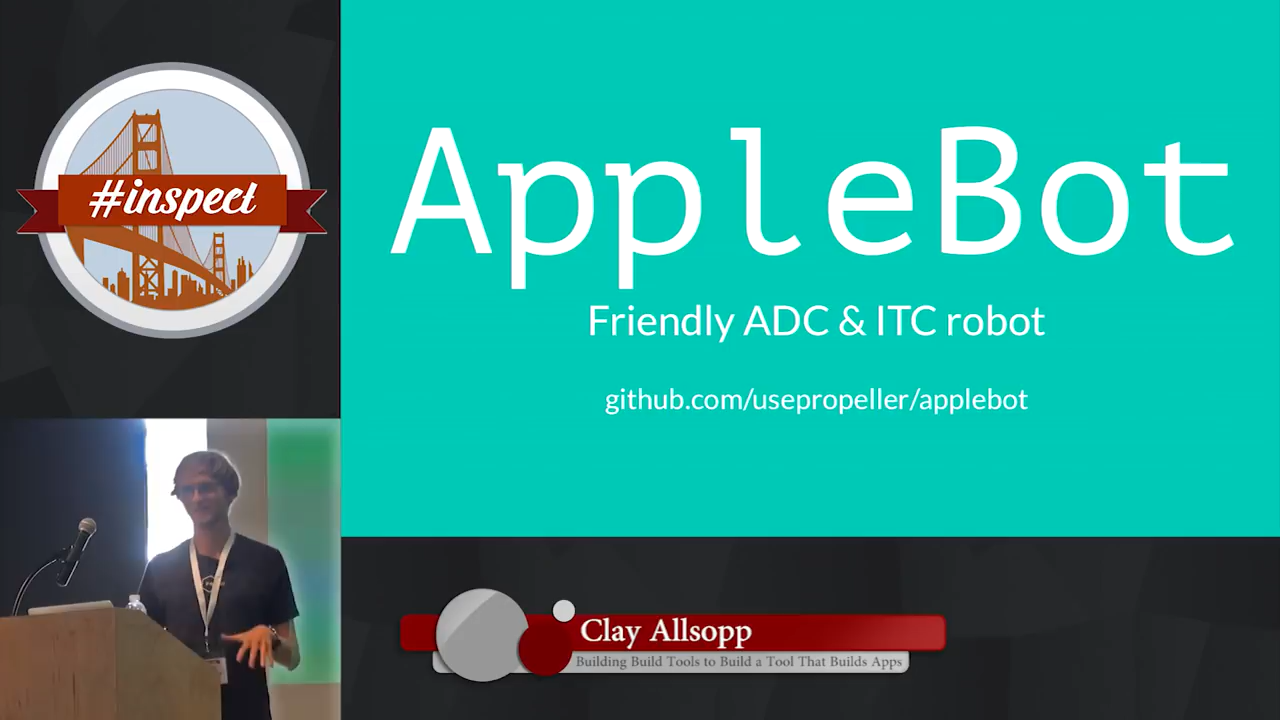 #inspect
AppleBot
Friendly ADC & ITC robot
github.com/usepropeller/applebot
Clay Allsopp
Building Build Tools to Build a Tool That Builds Apps